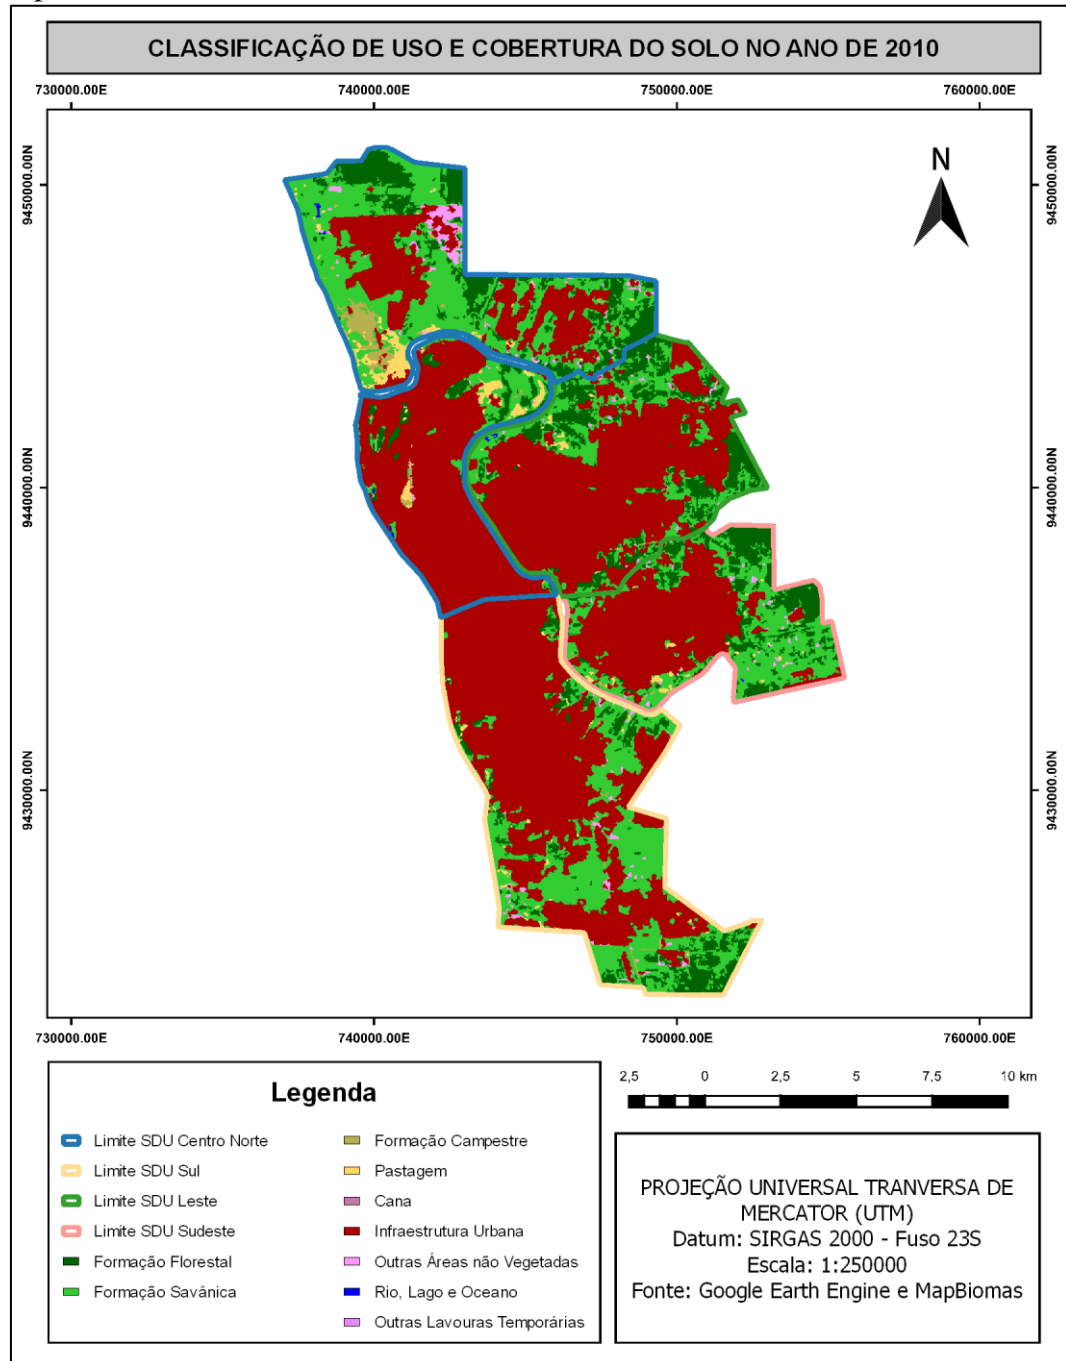 CLASSIFICAÇÃO DE USO E COBERTURA DO SOLO NO ANO DE 2010
730000.00E 740000.00E 750000.00E 760000.00E
9450000.00N 9450000.00N
N
9440000.00N 9440000.00N
9430000.00N 9430000.00N
730000.00E 740000.00E 750000.00E 760000.00E
Legenda
Limite SDU Centro Norte
Limite SDU Sul
Limite SDU Leste
Limite SDU Sudeste
Formação Florestal
Formação Savânica
Formação Campestre
Pastagem
Cana
Infraestrutura Urbana
Outras Áreas não Vegetadas
Rio, Lago e Oceano
Outras Lavouras Temporárias
2,5 0 2,5 5 7,5 10 km
PROJEÇÃO UNIVERSAL TRANVERSA DE
MERCATOR (UTM)
Datum: SIRGAS 2000 - Fuso 23S
Escala: 1:250000
Fonte: Google Earth Engine e MapBiomas